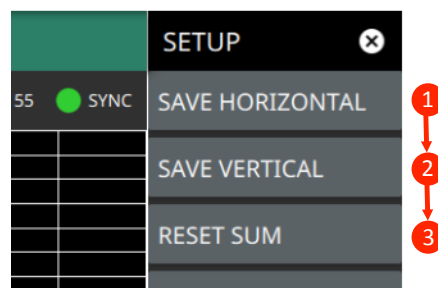 SETUP
55 SYNC
SAVE HORIZONTAL
1
SAVE VERTICAL
2
RESET SUM
3